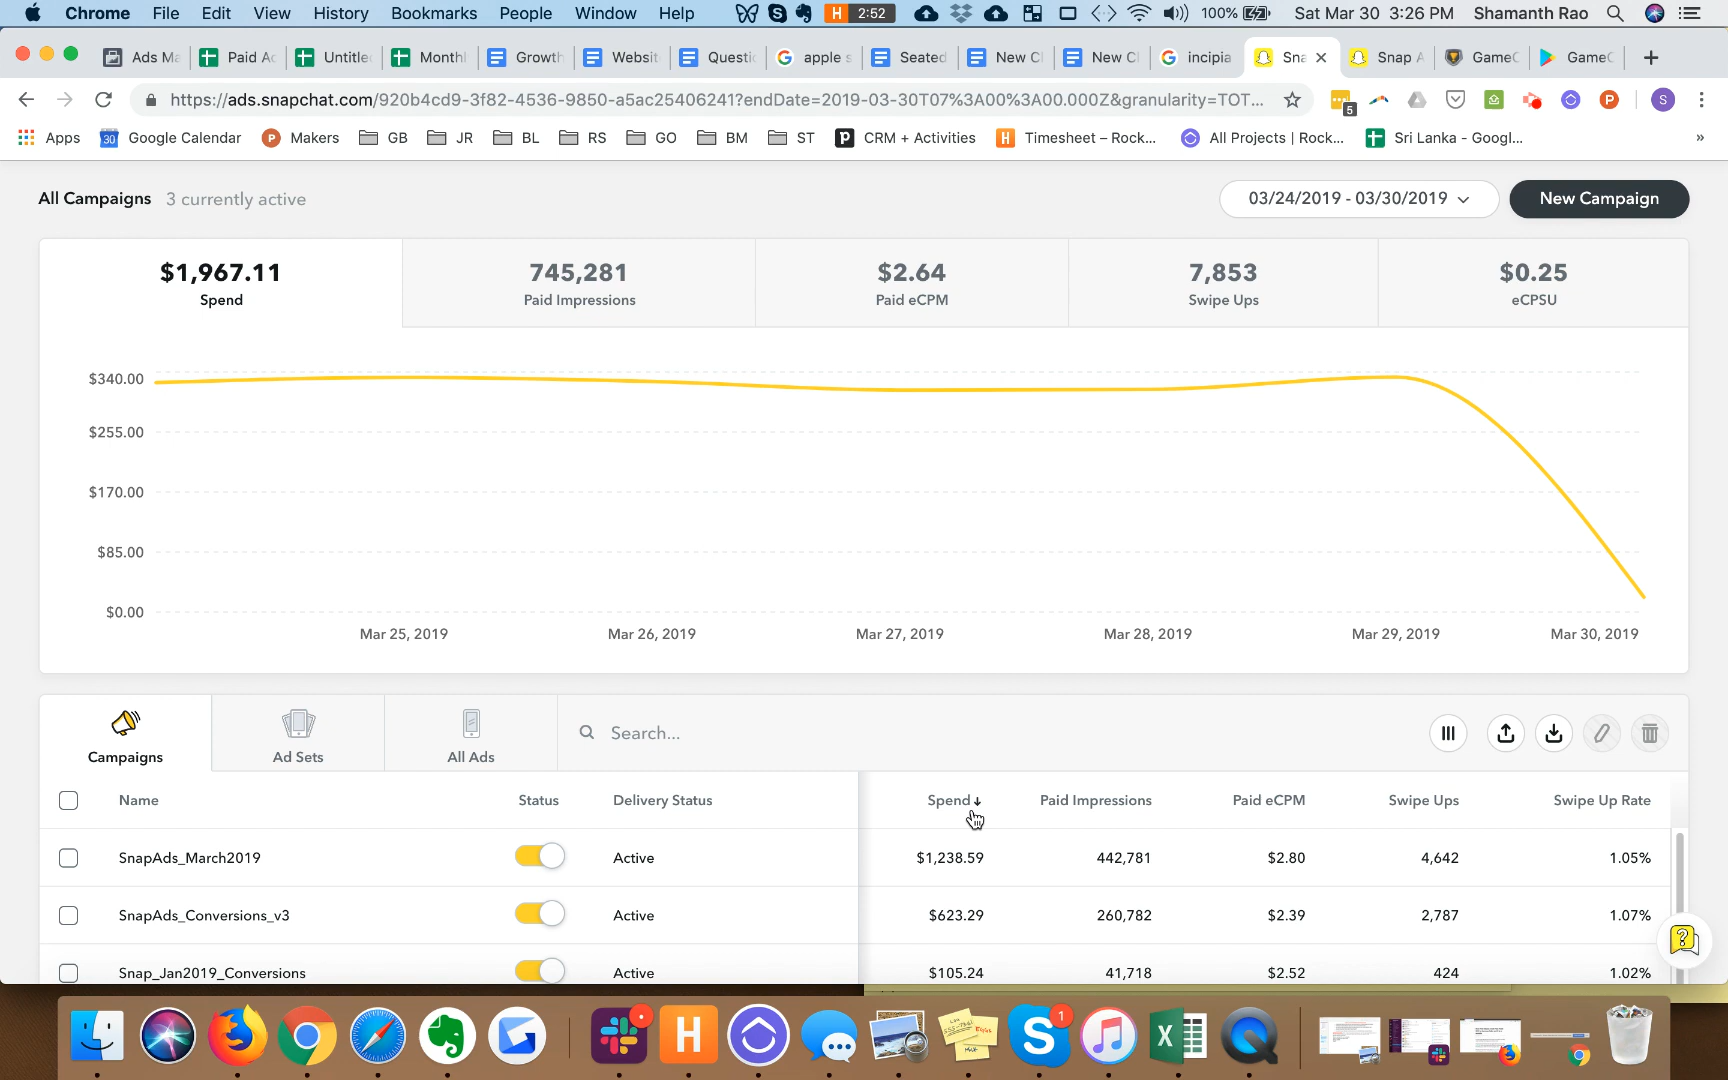 Chrome File Edit View History Bookmarks People Window Help H 2:52 100% Sat Mar 30 3:26 PM Shamanth Rao
Ads Ma Paid Ac Untitle Month Growth Websit Questi apple s Seated New Cl New Cl incipia Sna Snap A GameC GameC
https://ads.snapchat.com/920b4cd9-3f82-4536-9850-a5ac25406241?endDate=2019-03-30T07%3A00%3A00.000Z&granularity=TOT... 5 P S
Apps 30 Google Calendar P Makers GB JR BL RS GO BM ST P CRM + Activities H Timesheet – Rock... All Projects | Rock... Sri Lanka - Googl... »
All Campaigns 3 currently active 03/24/2019 - 03/30/2019 New Campaign
$1,967.11 745,281 $2.64 7,853 $0.25
Spend Paid Impressions Paid eCPM Swipe Ups eCPSU
$340.00
$255.00
$170.00
$85.00
$0.00
Mar 25, 2019 Mar 26, 2019 Mar 27, 2019 Mar 28, 2019 Mar 29, 2019 Mar 30, 2019
Campaigns Ad Sets All Ads Search...
Name Status Delivery Status Spend Paid Impressions Paid eCPM Swipe Ups Swipe Up Rate
SnapAds_March2019 Active $1,238.59 442,781 $2.80 4,642 1.05%
SnapAds_Conversions_v3 Active $623.29 260,782 $2.39 2,787 1.07%
Snap_Jan2019_Conversions Active $105.24 41,718 $2.52 424 1.02%
H S 1 X